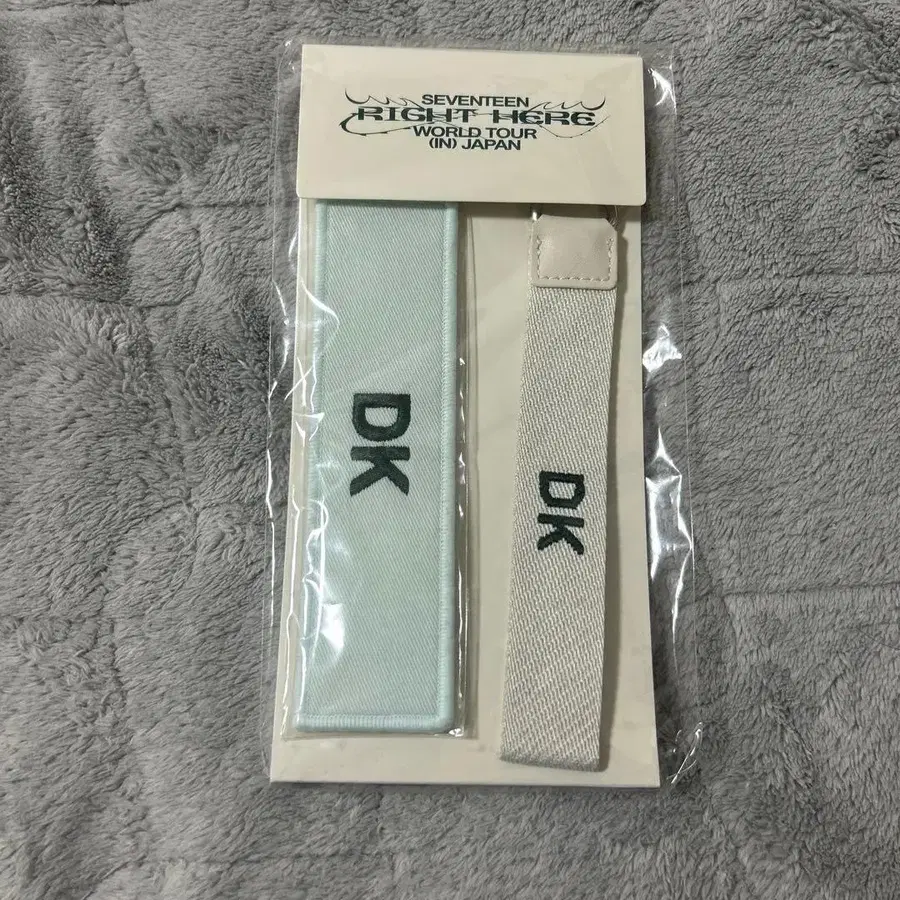 SEVENTEEN
RIGHT HERE
WORLD TOUR
(IN) JAPAN
DK
DK